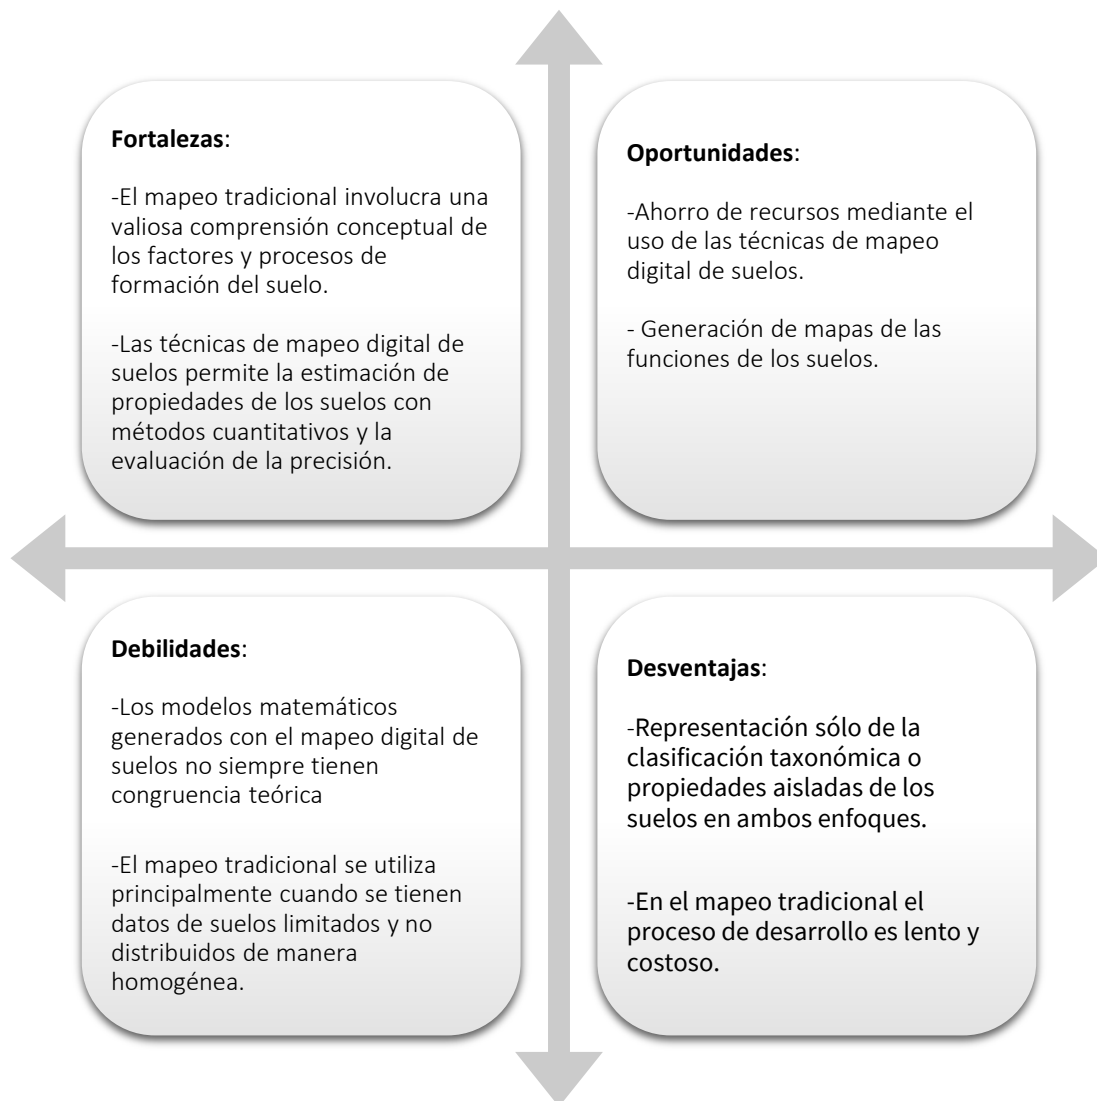 Fortalezas:
-El mapeo tradicional involucra una
valiosa comprensión conceptual de
los factores y procesos de
formación del suelo.
-Las técnicas de mapeo digital de
suelos permite la estimación de
propiedades de los suelos con
métodos cuantitativos y la
evaluación de la precisión.
Oportunidades:
-Ahorro de recursos mediante el
uso de las técnicas de mapeo
digital de suelos.
- Generación de mapas de las
funciones de los suelos.
Debilidades:
-Los modelos matemáticos
generados con el mapeo digital de
suelos no siempre tienen
congruencia teórica
-El mapeo tradicional se utiliza
principalmente cuando se tienen
datos de suelos limitados y no
distribuidos de manera
homogénea.
Desventajas:
-Representación sólo de la
clasificación taxonómica o
propiedades aisladas de los
suelos en ambos enfoques.
-En el mapeo tradicional el
proceso de desarrollo es lento y
costoso.